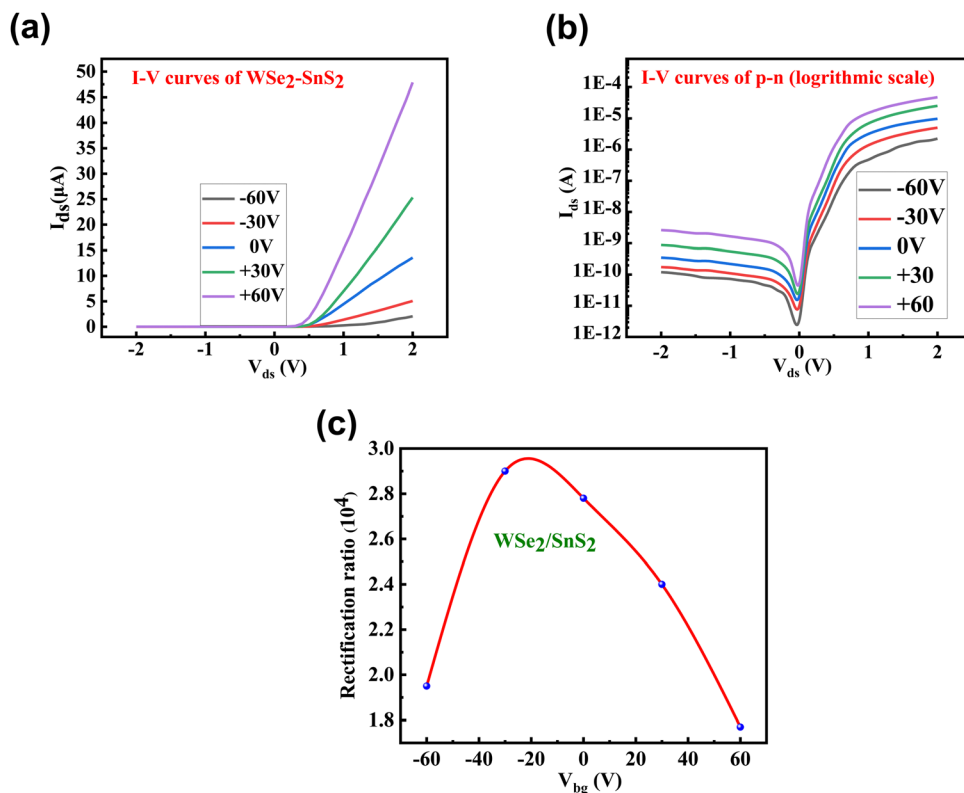 (a)
I-V curves of WSe2-SnS2
50
45
40
35
30
25
20
15
10
5
0
Ids(μA)
-60V
-30V
0V
+30V
+60V
-2 -1 0 1 2
Vds (V)
(b)
I-V curves of p-n (logrithmic scale)
1E-4
1E-5
1E-6
1E-7
1E-8
1E-9
1E-10
1E-11
1E-12
Ids (A)
-60V
-30V
0V
+30
+60
-2 -1 0 1 2
Vds (V)
(c)
3.0
2.8
2.6
2.4
2.2
2.0
1.8
Rectification ratio (104)
WSe2/SnS2
-60 -40 -20 0 20 40 60
Vbg (V)